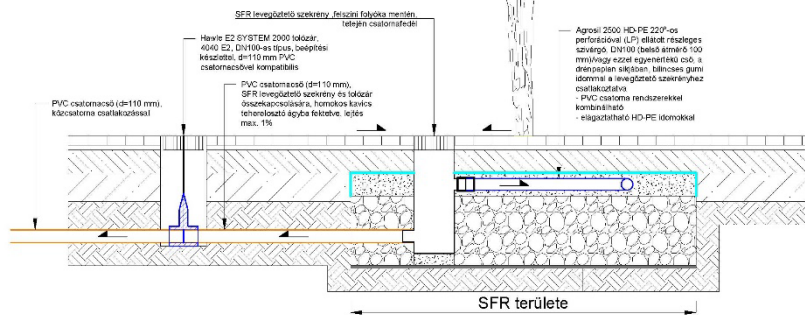 SFR levegőztető szekrény ,felszíni folyóka mentén,
tetején csatornafedél
Hawle E2 SYSTEM 2000 tolózár,
4040 E2, DN100-as típus, beépítési
készlettel, d=110 mm PVC
csatornacsővel kompatibilis
Agrosil 2500 HD-PE 220°-os
perforációval (LP) ellátott részleges
szivárgó, DN100 (belső átmérő 100
mm)/vagy ezzel egyenértékű cső, a
drénpaplan síkjában, bilincses gumi
idommal a levegőztető szekrényhez
csatlakoztatva
- PVC csatorna rendszerekkel
kombinálható
- elágaztatható HD-PE idomokkal
PVC csatornacső (d=110 mm),
közcsatorna csatlakozással
PVC csatornacső (d=110 mm),
SFR levegőztető szekrény és tolózár
összekapcsolására, homokos kavics
teherelosztó ágyba fektetve, lejtés
max. 1%
SFR területe